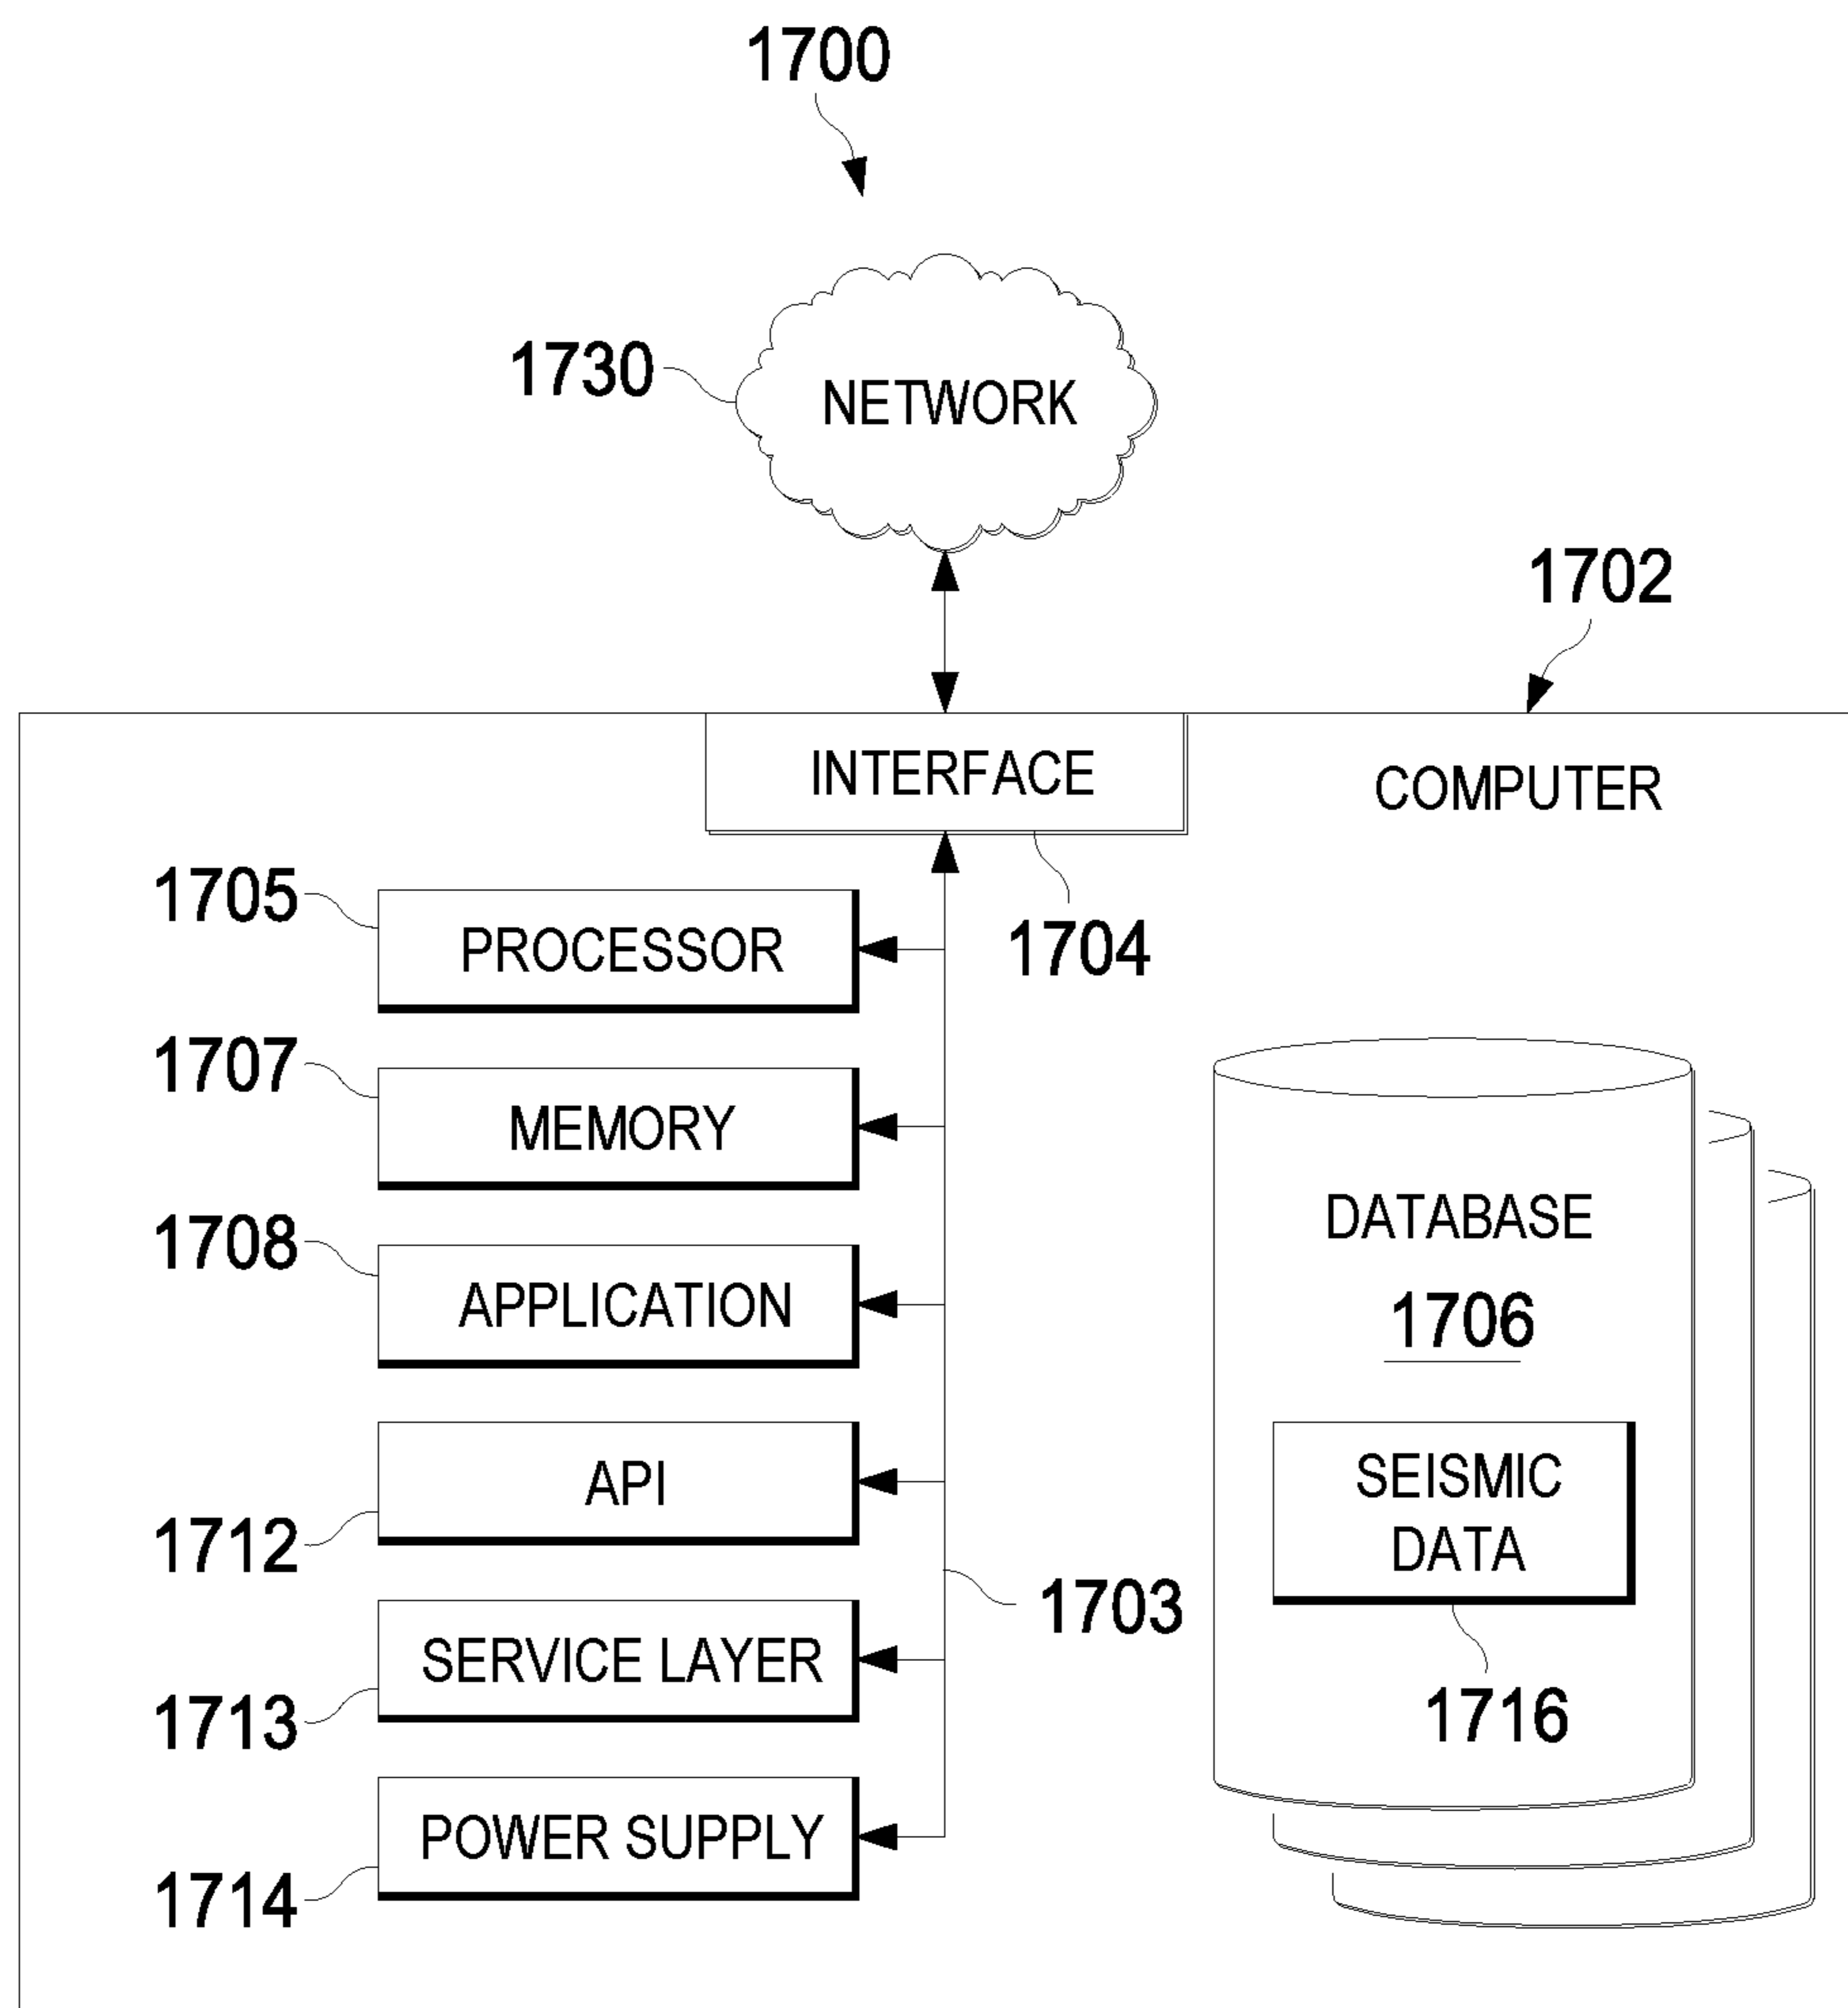 1700
1730
NETWORK
1702
INTERFACE
COMPUTER
1705
PROCESSOR
1704
1707
MEMORY
1708
APPLICATION
DATABASE
1706
API
1712
SEISMIC
DATA
1703
SERVICE LAYER
1713
1716
POWER SUPPLY
1714